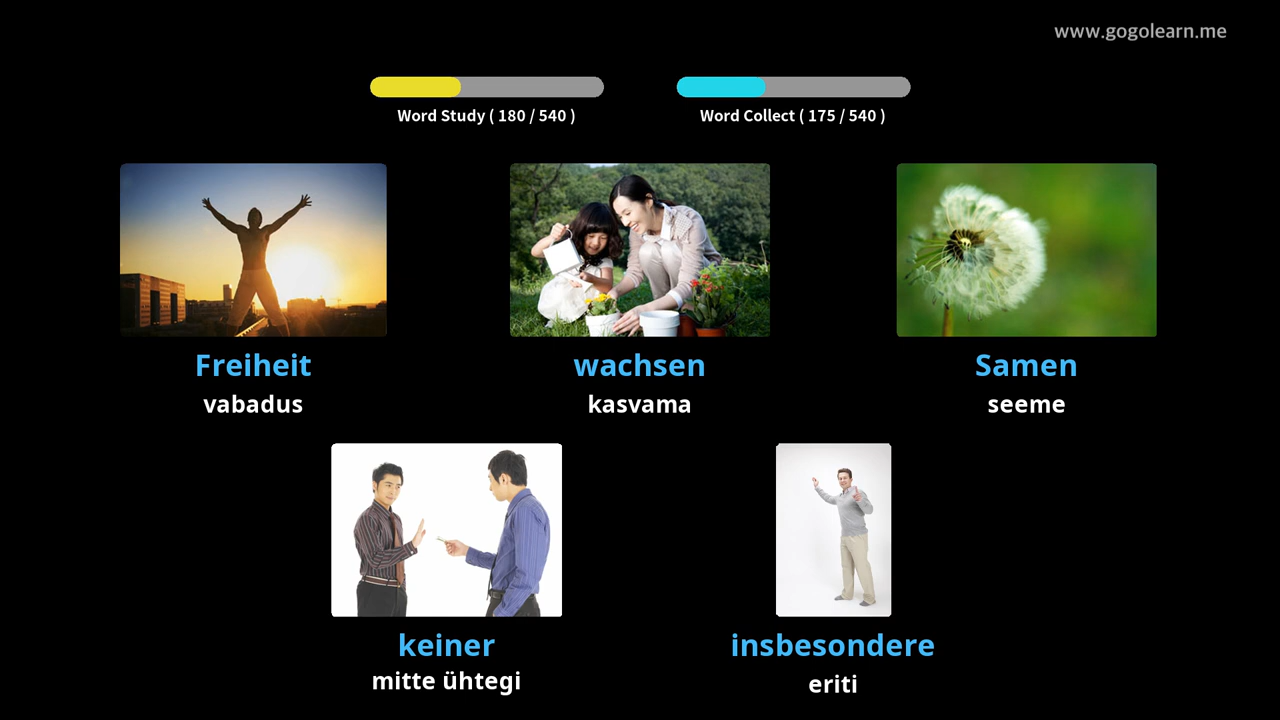 www.gogolearn.me
Word Study ( 180 / 540 )
Word Collect ( 175 / 540 )
Freiheit
vabadus
wachsen
kasvama
Samen
seeme
keiner
mitte ühtegi
insbesondere
eriti